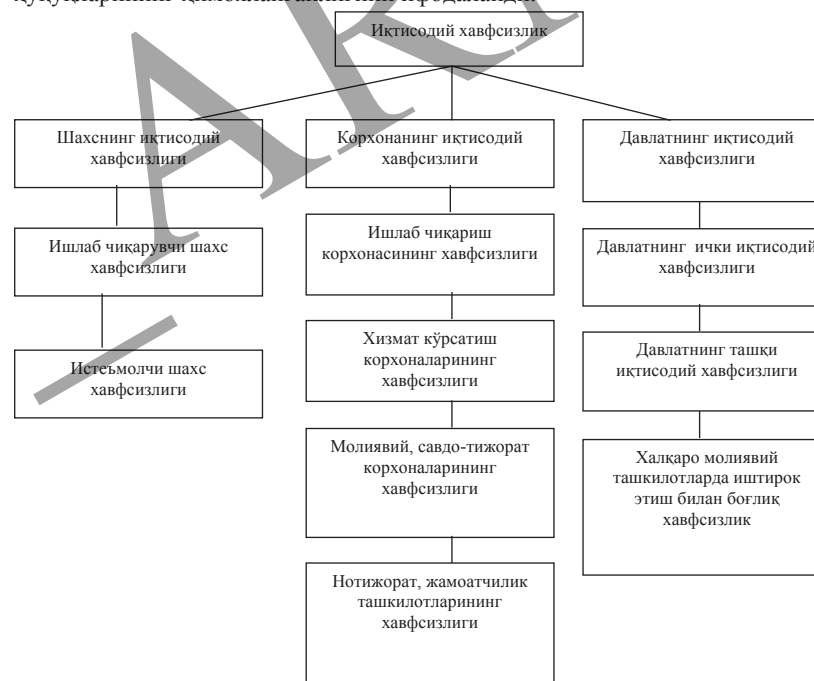 Иқтисодий хавфсизлик
Шахснинг иқтисодий
хавфсизлиги
Ишлаб чиқарувчи шахс
хавфсизлиги
Истеъмолчи шахс
хавфсизлиги
Корхонанинг иқтисодий
хавфсизлиги
Ишлаб чиқариш
корхонасининг хавфсизлиги
Хизмат кўрсатиш
корхоналарининг
хавфсизлиги
Молиявий, савдо-тижорат
корхоналарининг
хавфсизлиги
Нотижорат, жамоатчилик
ташкилотларининг
хавфсизлиги
Давлатнинг иқтисодий
хавфсизлиги
Давлатнинг ички иқтисодий
хавфсизлиги
Давлатнинг ташқи
иқтисодий хавфсизлиги
Халқаро молиявий
ташкилотларда иштирок
этиш билан боғлиқ
хавфсизлик